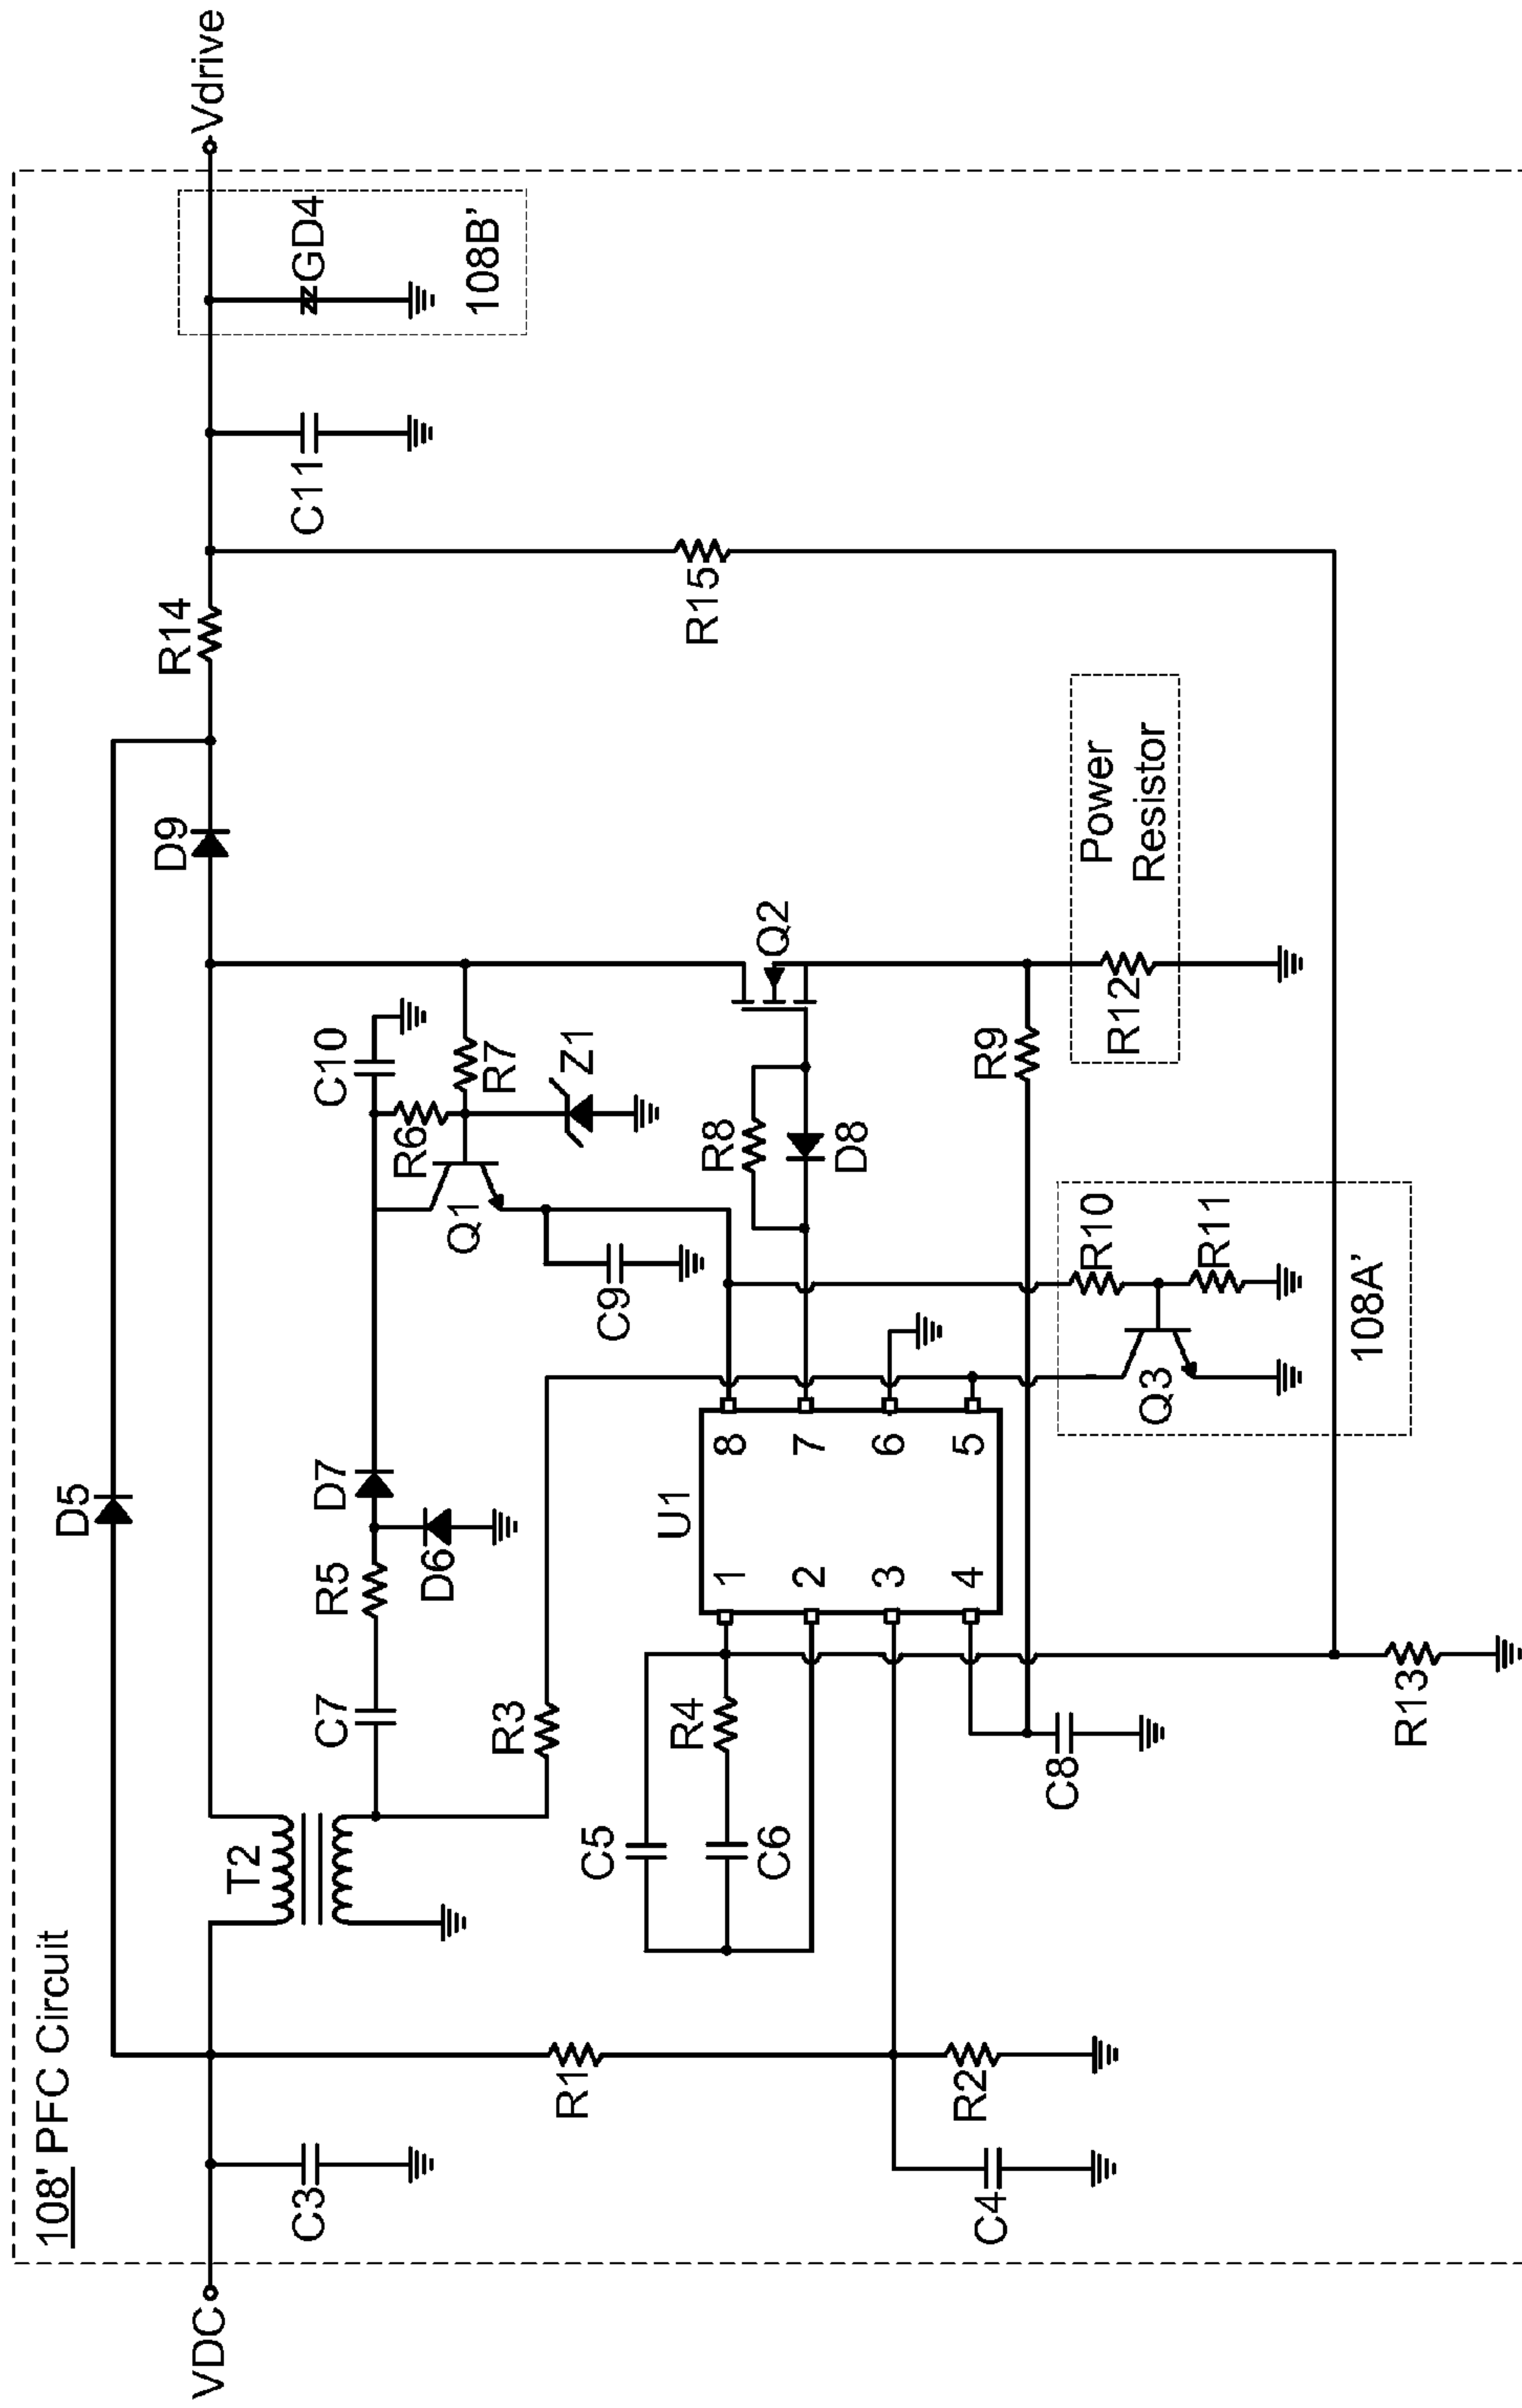 108' PFC Circuit
VDC
Vdrive
D5
T2
D9
R14
C3
C7
R5
D7
D6
C10
R6
R7
Q1
Z1
C11
GD4
108B'
R1
R3
C9
C5
R4
C6
U1
1
2
3
4
8
7
6
5
R8
D8
Q2
R15
C4
R2
C8
R9
R10
R11
Q3
108A'
Power
Resistor
R12
R13